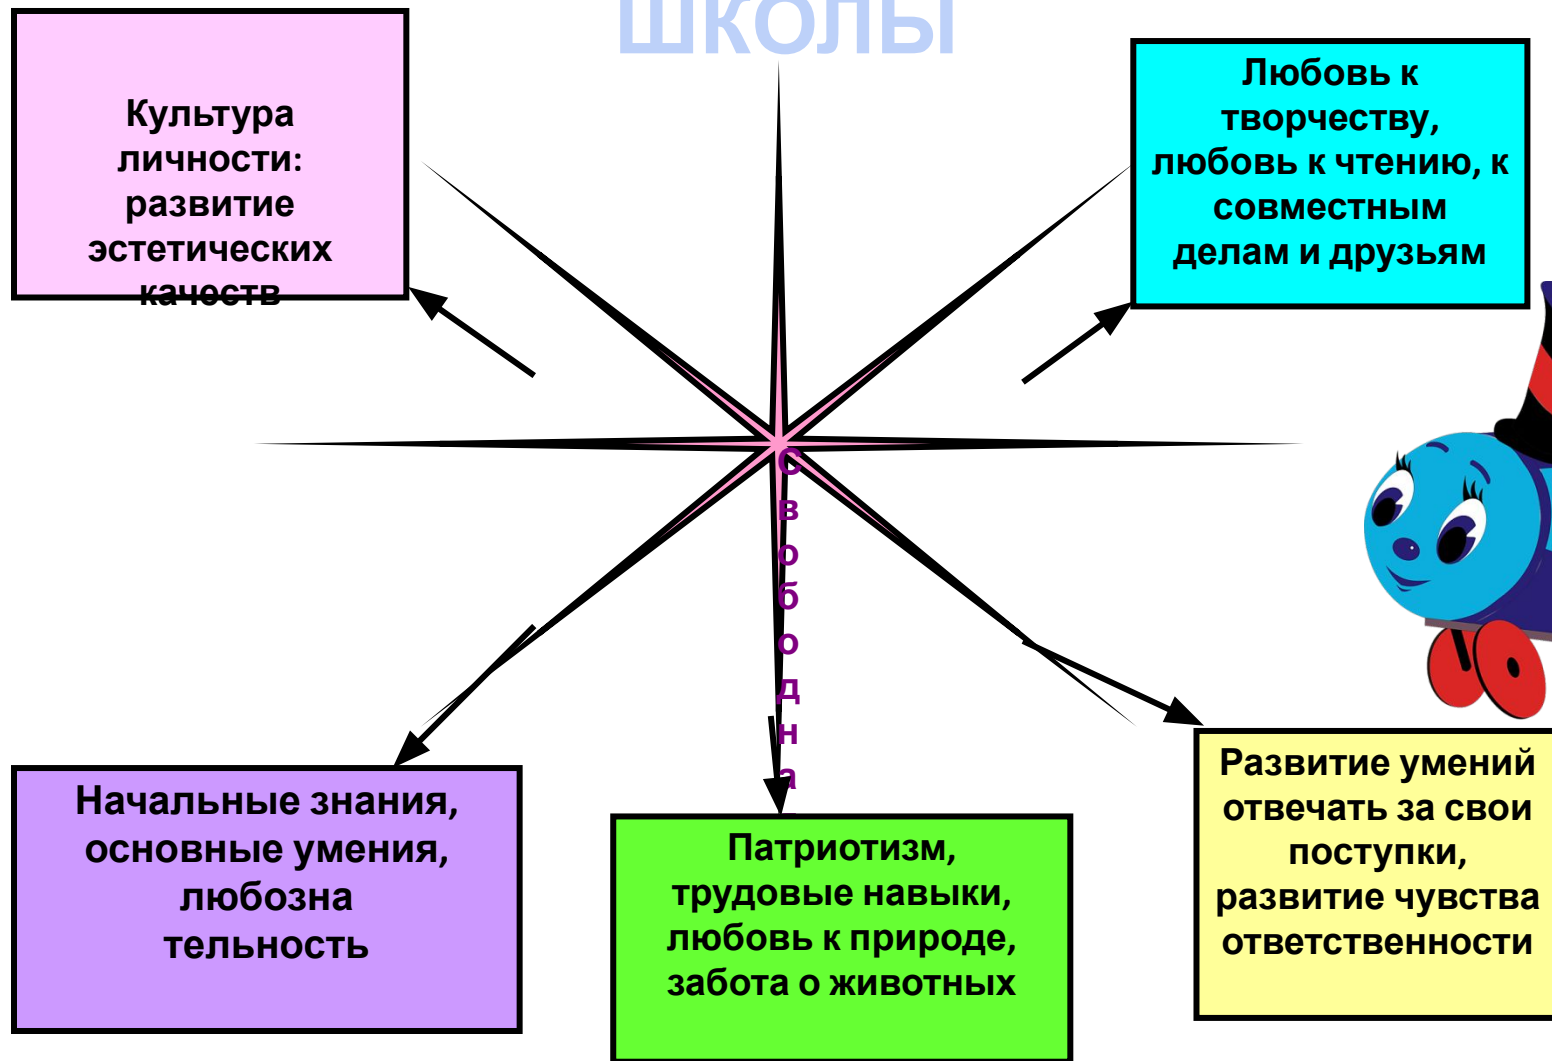 ШКОЛЫ
Культура
личности:
развитие
эстетических
качеств
Любовь к
творчеству,
любовь к чтению, к
совместным
делам и друзьям
С
в
о
б
о
д
н
а
Начальные знания,
основные умения,
любозна
тельность
Патриотизм,
трудовые навыки,
любовь к природе,
забота о животных
Развитие умений
отвечать за свои
поступки,
развитие чувства
ответственности